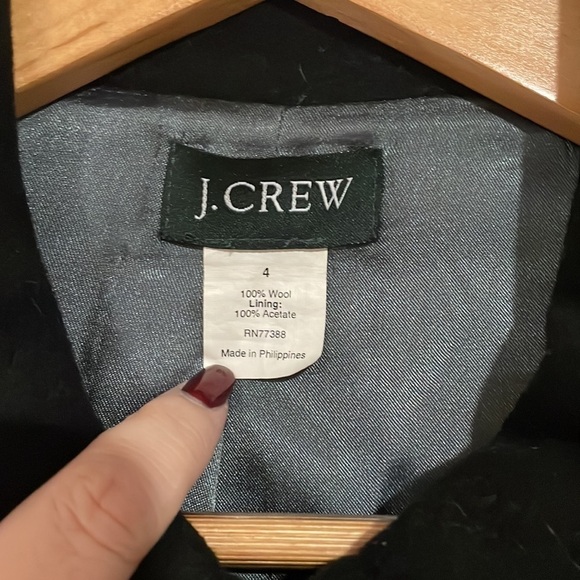 J.CREW
4
100% Wool
Lining:
100% Acetate
RN77388
Made in Philippines